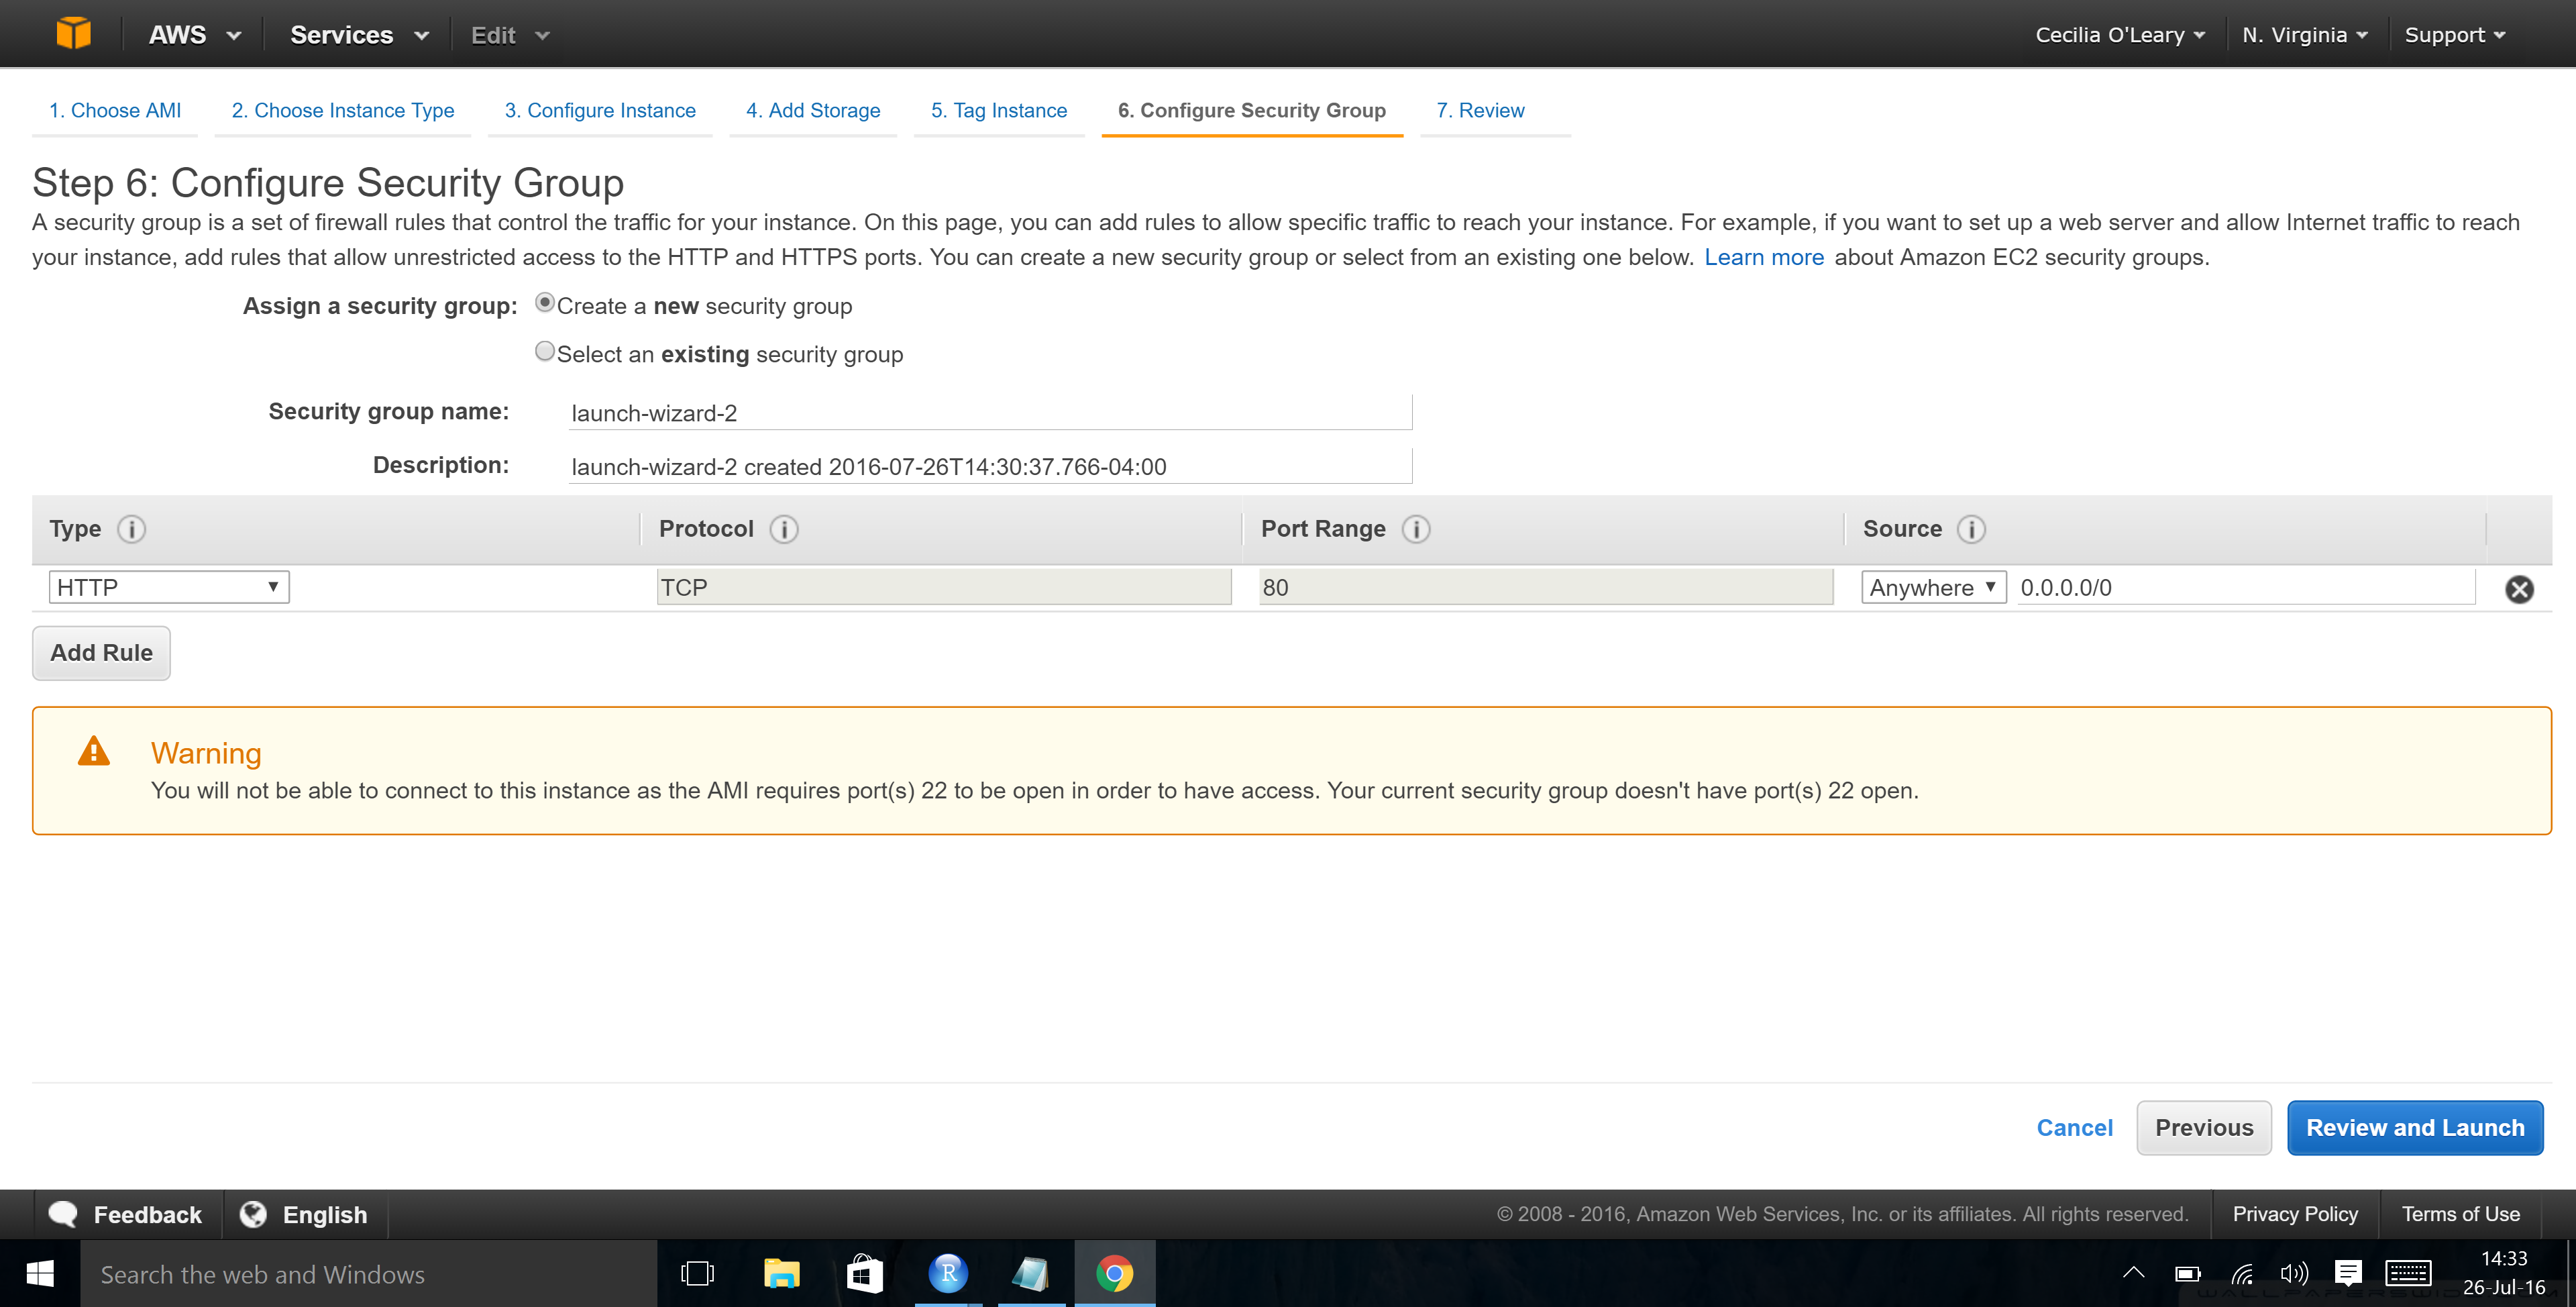 AWS Services Edit Cecilia O'Leary N. Virginia Support
1. Choose AMI 2. Choose Instance Type 3. Configure Instance 4. Add Storage 5. Tag Instance 6. Configure Security Group 7. Review
Step 6: Configure Security Group
A security group is a set of firewall rules that control the traffic for your instance. On this page, you can add rules to allow specific traffic to reach your instance. For example, if you want to set up a web server and allow Internet traffic to reach
your instance, add rules that allow unrestricted access to the HTTP and HTTPS ports. You can create a new security group or select from an existing one below. Learn more about Amazon EC2 security groups.
Assign a security group: Create a new security group
Select an existing security group
Security group name: launch-wizard-2
Description: launch-wizard-2 created 2016-07-26T14:30:37.766-04:00
Type i Protocol i Port Range i Source i
HTTP TCP 80 Anywhere 0.0.0.0/0
Add Rule
Warning
You will not be able to connect to this instance as the AMI requires port(s) 22 to be open in order to have access. Your current security group doesn't have port(s) 22 open.
Cancel Previous Review and Launch
Feedback English © 2008 - 2016, Amazon Web Services, Inc. or its affiliates. All rights reserved. Privacy Policy Terms of Use
Search the web and Windows R 14:33
26-Jul-16